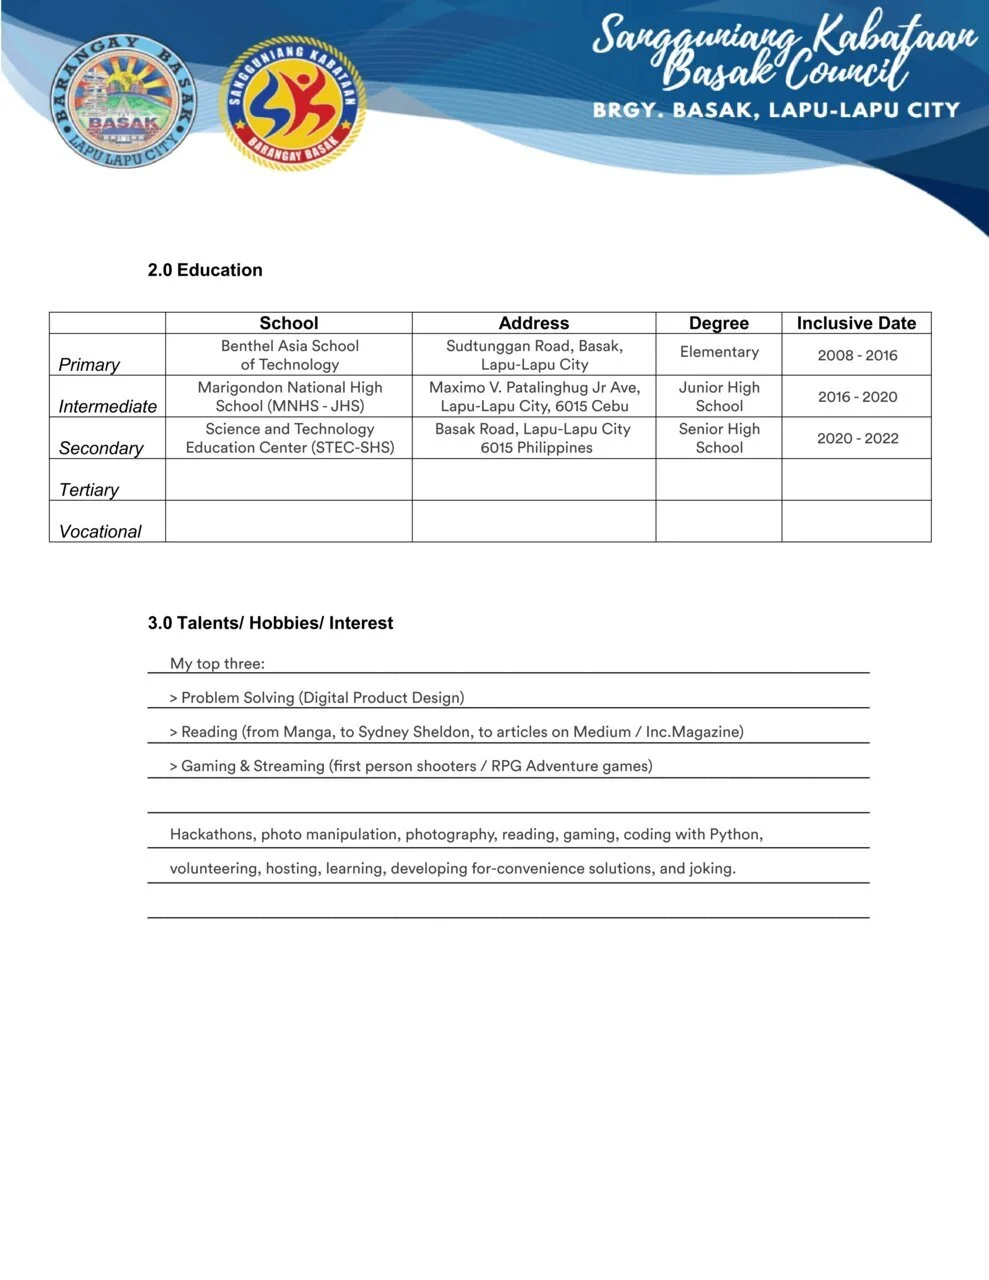 BARANGAY BASAK
BASAK
LAPU LAPU CITY
SANGGUNIANG KABATAAN
SK
BARANGAY BASAK
Sangguniang Kabataan
Basak Council
BRGY. BASAK, LAPU-LAPU CITY
2.0 Education
School Address Degree Inclusive Date
Benthel Asia School Sudtunggan Road, Basak, Elementary 2008 - 2016
Primary of Technology Lapu-Lapu City
Marigondon National High Maximo V. Patalinghug Jr Ave, Junior High 2016 - 2020
Intermediate School (MNHS - JHS) Lapu-Lapu City, 6015 Cebu School
Science and Technology Basak Road, Lapu-Lapu City Senior High 2020 - 2022
Secondary Education Center (STEC-SHS) 6015 Philippines School
Tertiary
Vocational
3.0 Talents/ Hobbies/ Interest
My top three:
> Problem Solving (Digital Product Design)
> Reading (from Manga, to Sydney Sheldon, to articles on Medium / Inc.Magazine)
> Gaming & Streaming (first person shooters / RPG Adventure games)
Hackathons, photo manipulation, photography, reading, gaming, coding with Python,
volunteering, hosting, learning, developing for-convenience solutions, and joking.